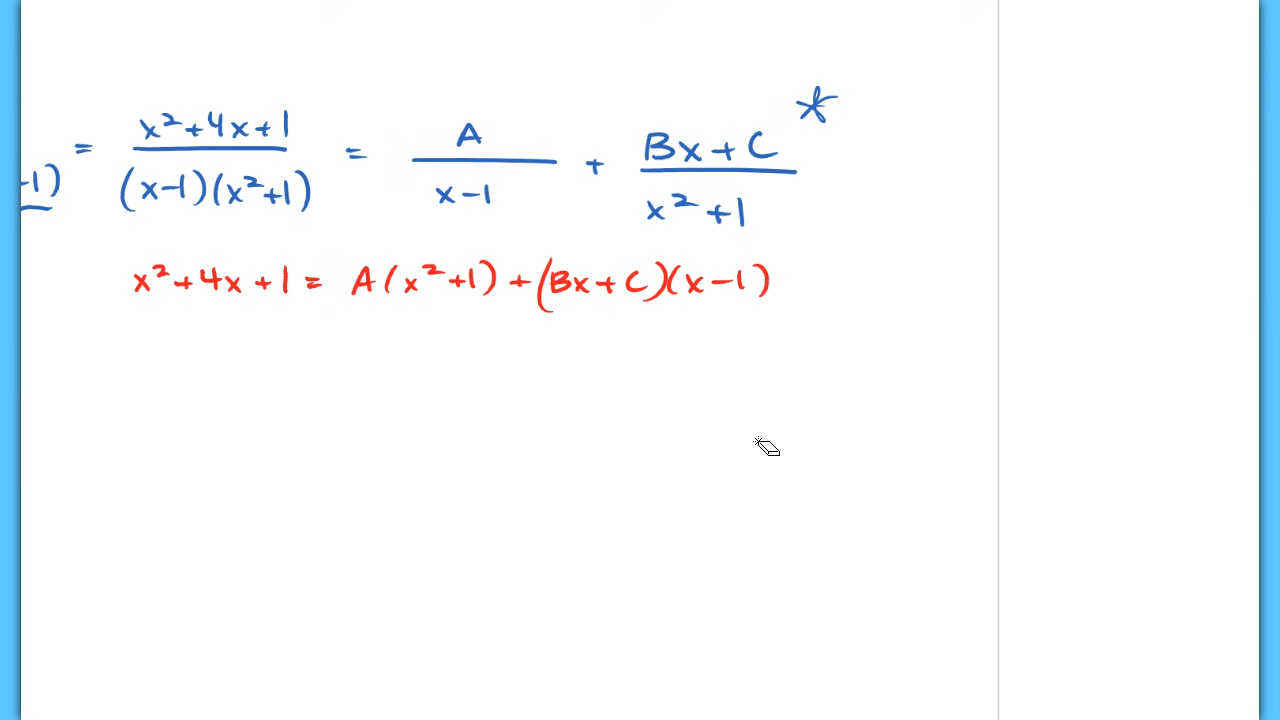 -1) = x²+4x+1 / (x-1)(x²+1) = A / x-1 + Bx+C / x²+1 *
x²+4x+1 = A(x²+1)+(Bx+C)(x-1)